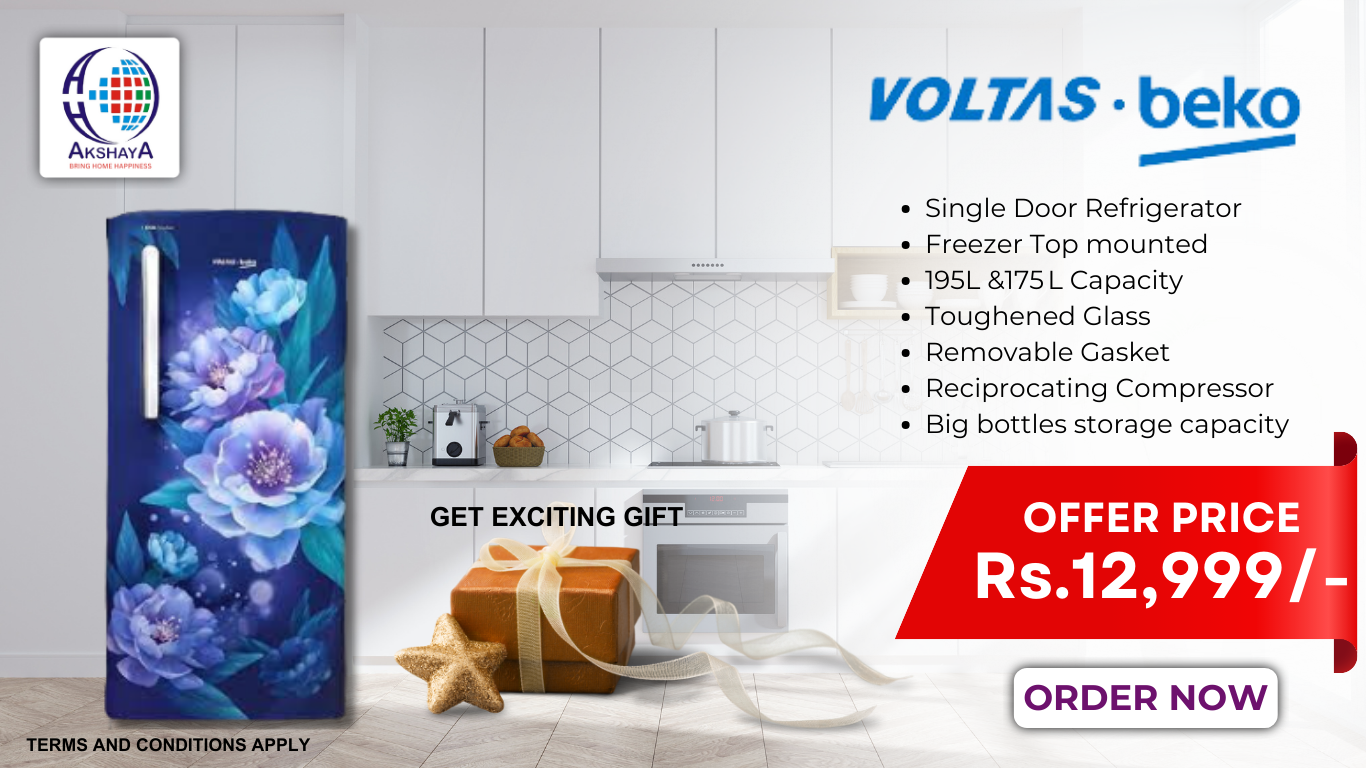 AKSHAYA
BRING HOME HAPPINESS
VOLTAS · beko
• Single Door Refrigerator
• Freezer Top mounted
• 195L &175 L Capacity
• Toughened Glass
• Removable Gasket
• Reciprocating Compressor
• Big bottles storage capacity
GET EXCITING GIFT
OFFER PRICE
Rs.12,999/-
ORDER NOW
TERMS AND CONDITIONS APPLY